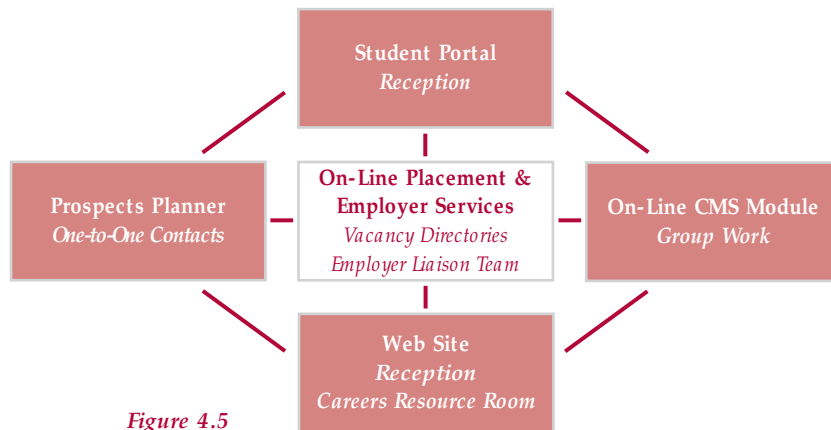 Student Portal
Reception
Prospects Planner
One-to-One Contacts
On-Line Placement &
Employer Services
Vacancy Directories
Employer Liaison Team
On-Line CMS Module
Group Work
Web Site
Reception
Careers Resource Room
Figure 4.5